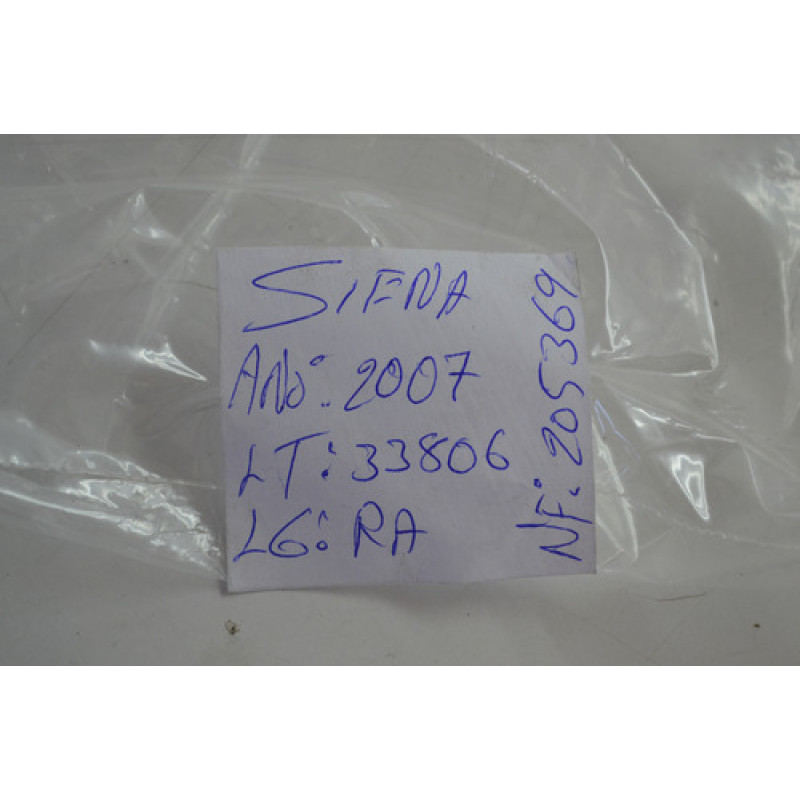 SIENA
ANO: 2007
LT: 33806
LG: RA
NF: 205369